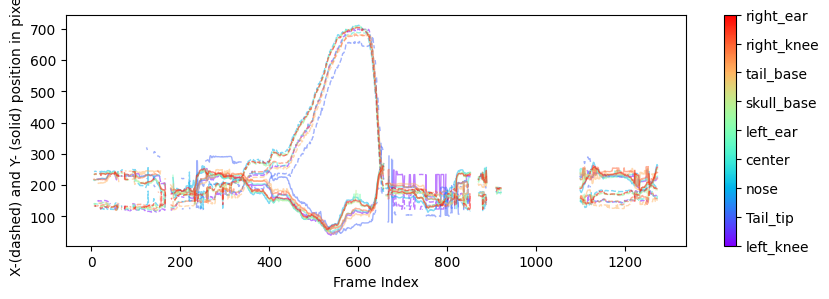 X-(dashed) and Y- (solid) position in pixe
700
600
500
400
300
200
100
0 200 400 600 800 1000 1200
Frame Index
right_ear
right_knee
tail_base
skull_base
left_ear
center
nose
Tail_tip
left_knee